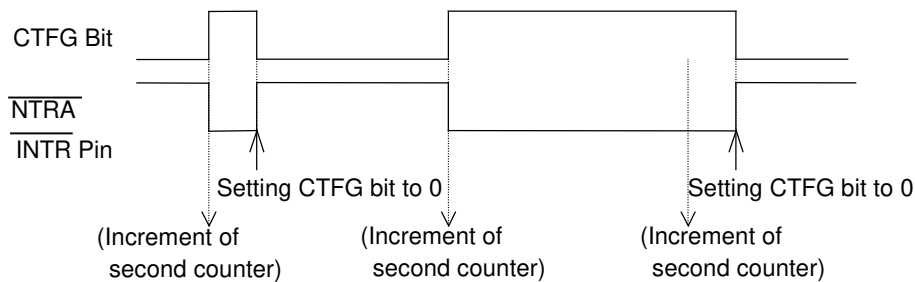 CTFG Bit
NTRA
INTR Pin
Setting CTFG bit to 0
Setting CTFG bit to 0
(Increment of
second counter)
(Increment of
second counter)
(Increment of
second counter)